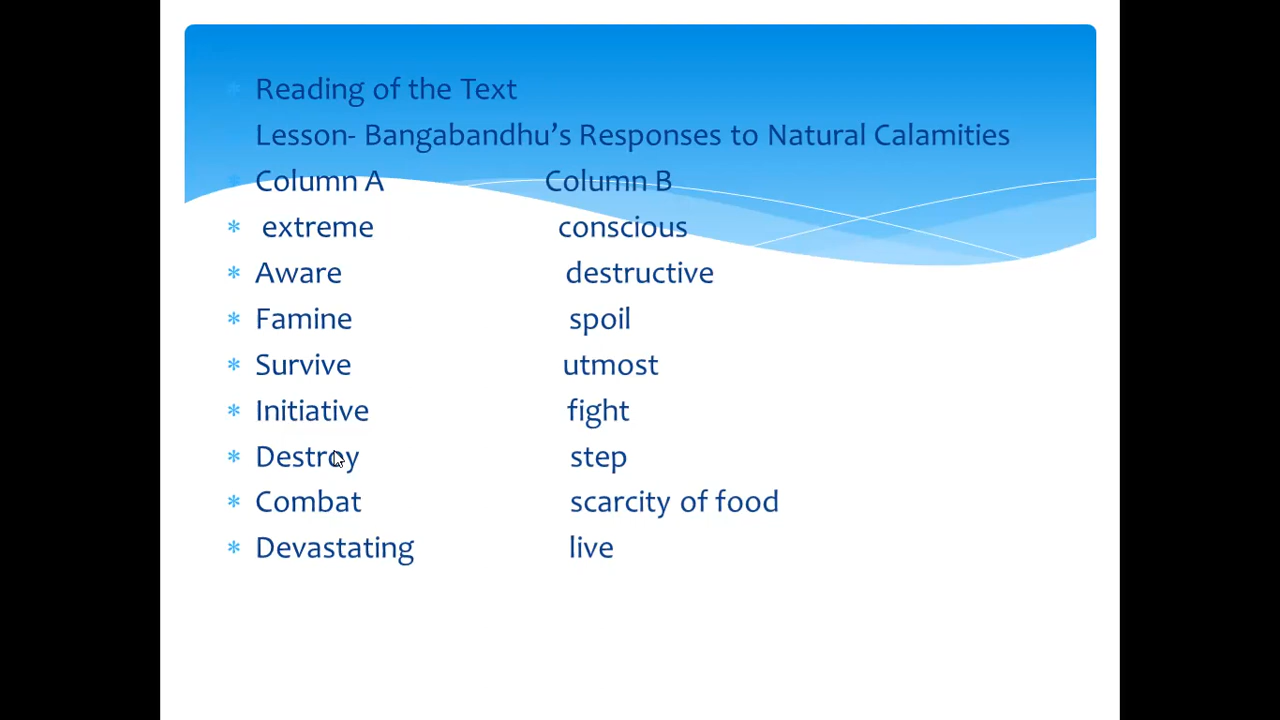 * Reading of the Text
Lesson- Bangabandhu’s Responses to Natural Calamities
* Column A Column B
* extreme conscious
* Aware destructive
* Famine spoil
* Survive utmost
* Initiative fight
* Destroy step
* Combat scarcity of food
* Devastating live